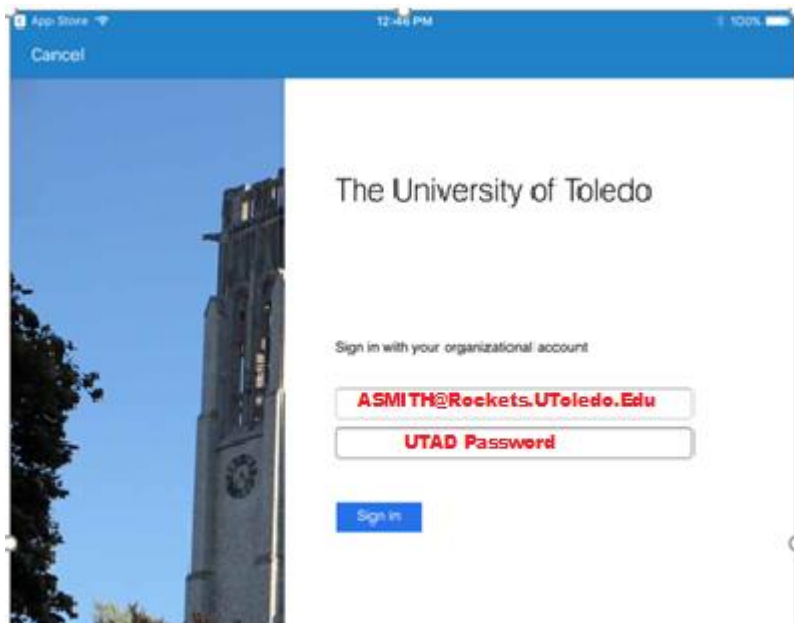 App Store 12:46 PM 100%
Cancel
The University of Toledo
Sign in with your organizational account
ASMITH@Rockets.UToledo.Edu
UTAD Password
Sign in